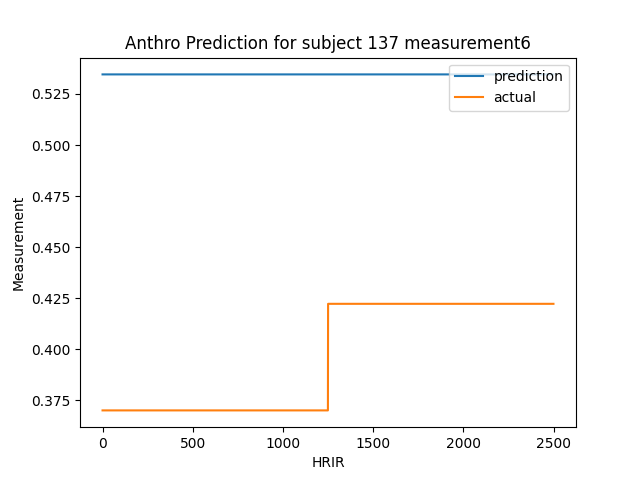 Anthro Prediction for subject 137 measurement6
prediction
actual
0.525
0.500
0.475
0.450
0.425
0.400
0.375
Measurement
0
500
1000
1500
2000
2500
HRIR